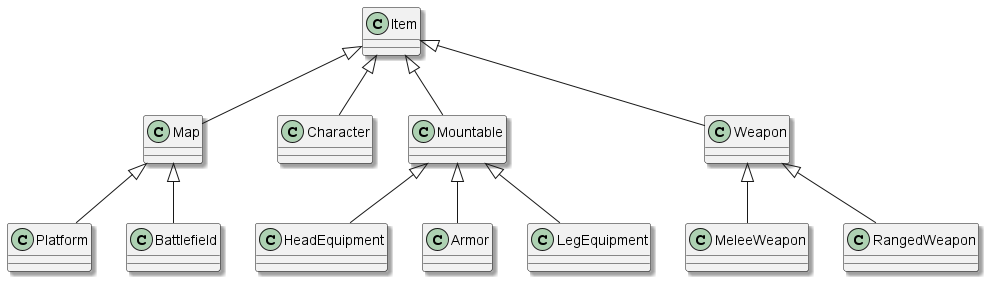 C Item
C Map
C Character
C Mountable
C Weapon
C Platform
C Battlefield
C HeadEquipment
C Armor
C LegEquipment
C MeleeWeapon
C RangedWeapon